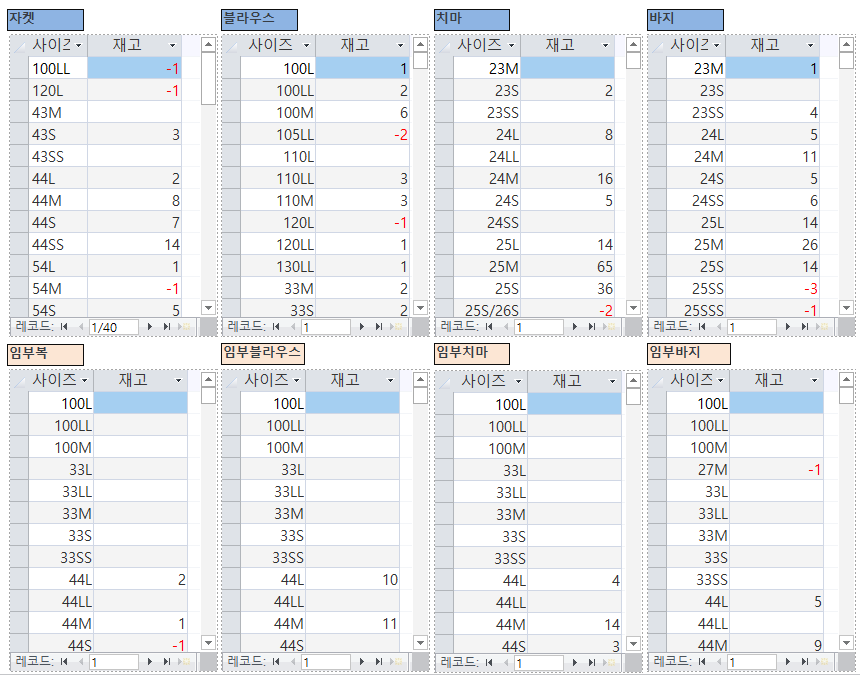 자켓 블라우스 치마 바지
사이즈 재고 사이즈 재고 사이즈 재고 사이즈 재고
100LL -1 100L 1 23M 23M 1
120L -1 100LL 2 23S 2 23S
43M 100M 6 23SS 23SS 4
43S 3 105LL -2 24L 8 24L 5
43SS 110L 24LL 24M 11
44L 2 110LL 3 24M 16 24S 5
44M 8 110M 3 24S 5 24SS 6
44S 7 120L -1 24SS 25L 14
44SS 14 120LL 1 25L 14 25M 26
54L 1 130LL 1 25M 65 25S 14
54M -1 33M 2 25S 36 25SS -3
54S 5 33S 2 25S/26S -2 25SSS -1
레코드: 1/40 레코드: 1 레코드: 1 레코드: 1
임부복 임부블라우스 임부치마 임부바지
사이즈 재고 사이즈 재고 사이즈 재고 사이즈 재고
100L 100L 100L 100L
100LL 100LL 100LL 100LL
100M 100M 100M 100M
33L 33L 33L 27M -1
33LL 33LL 33LL 33L
33M 33M 33M 33LL
33S 33S 33S 33M
33SS 33SS 33SS 33S
44L 2 44L 10 44L 4 33SS
44LL 44LL 44LL 44L 5
44M 1 44M 11 44M 14 44LL
44S -1 44S 44S 3 44M 9
레코드: 1 레코드: 1 레코드: 1 레코드: 1